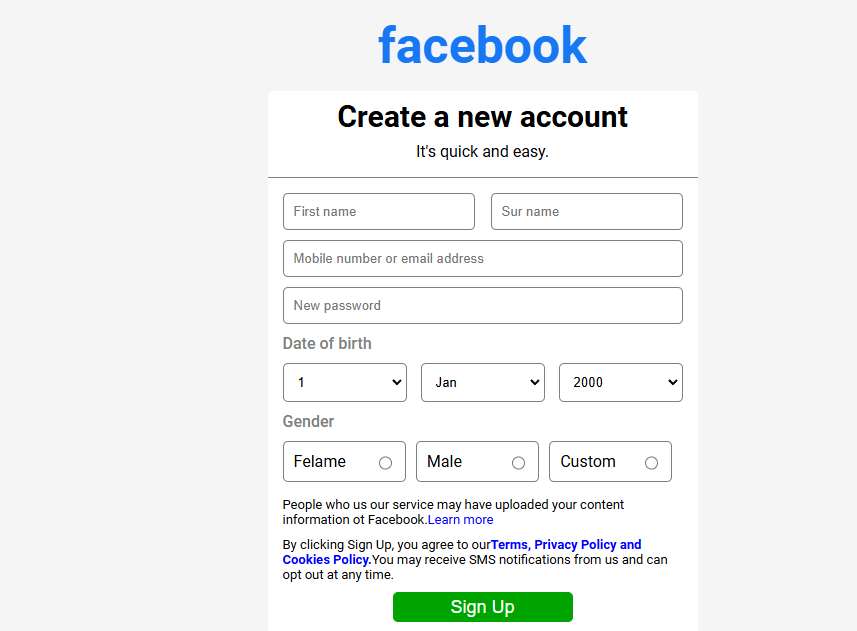 facebook
Create a new account
It's quick and easy.
First name Sur name
Mobile number or email address
New password
Date of birth
1 Jan 2000
Gender
Felame Male Custom
People who us our service may have uploaded your content
information ot Facebook.Learn more
By clicking Sign Up, you agree to ourTerms, Privacy Policy and
Cookies Policy.You may receive SMS notifications from us and can
opt out at any time.
Sign Up